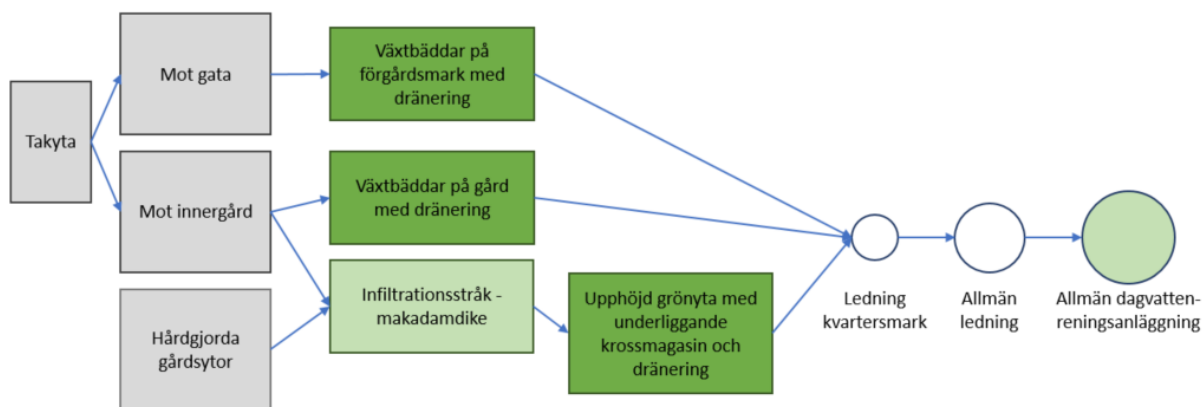 Takyta
Mot gata
Mot innergård
Hårdgjorda
gårdsytor
Växtbäddar på
förgårdsmark med
dränering
Växtbäddar på gård
med dränering
Infiltrationsstråk -
makadamdike
Upphöjd grönyta med
underliggande
krossmagasin och
dränering
Ledning
kvartersmark
Allmän
ledning
Allmän dagvatten-
reningsanläggning